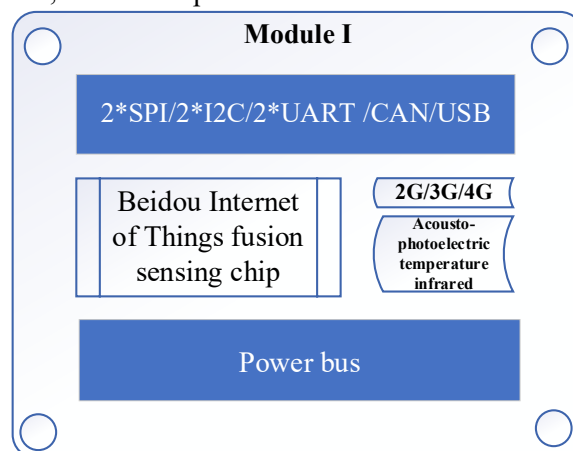 Module I
2*SPI/2*I2C/2*UART /CAN/USB
Beidou Internet
of Things fusion
sensing chip
2G/3G/4G
Acousto-
photoelectric
temperature
infrared
Power bus